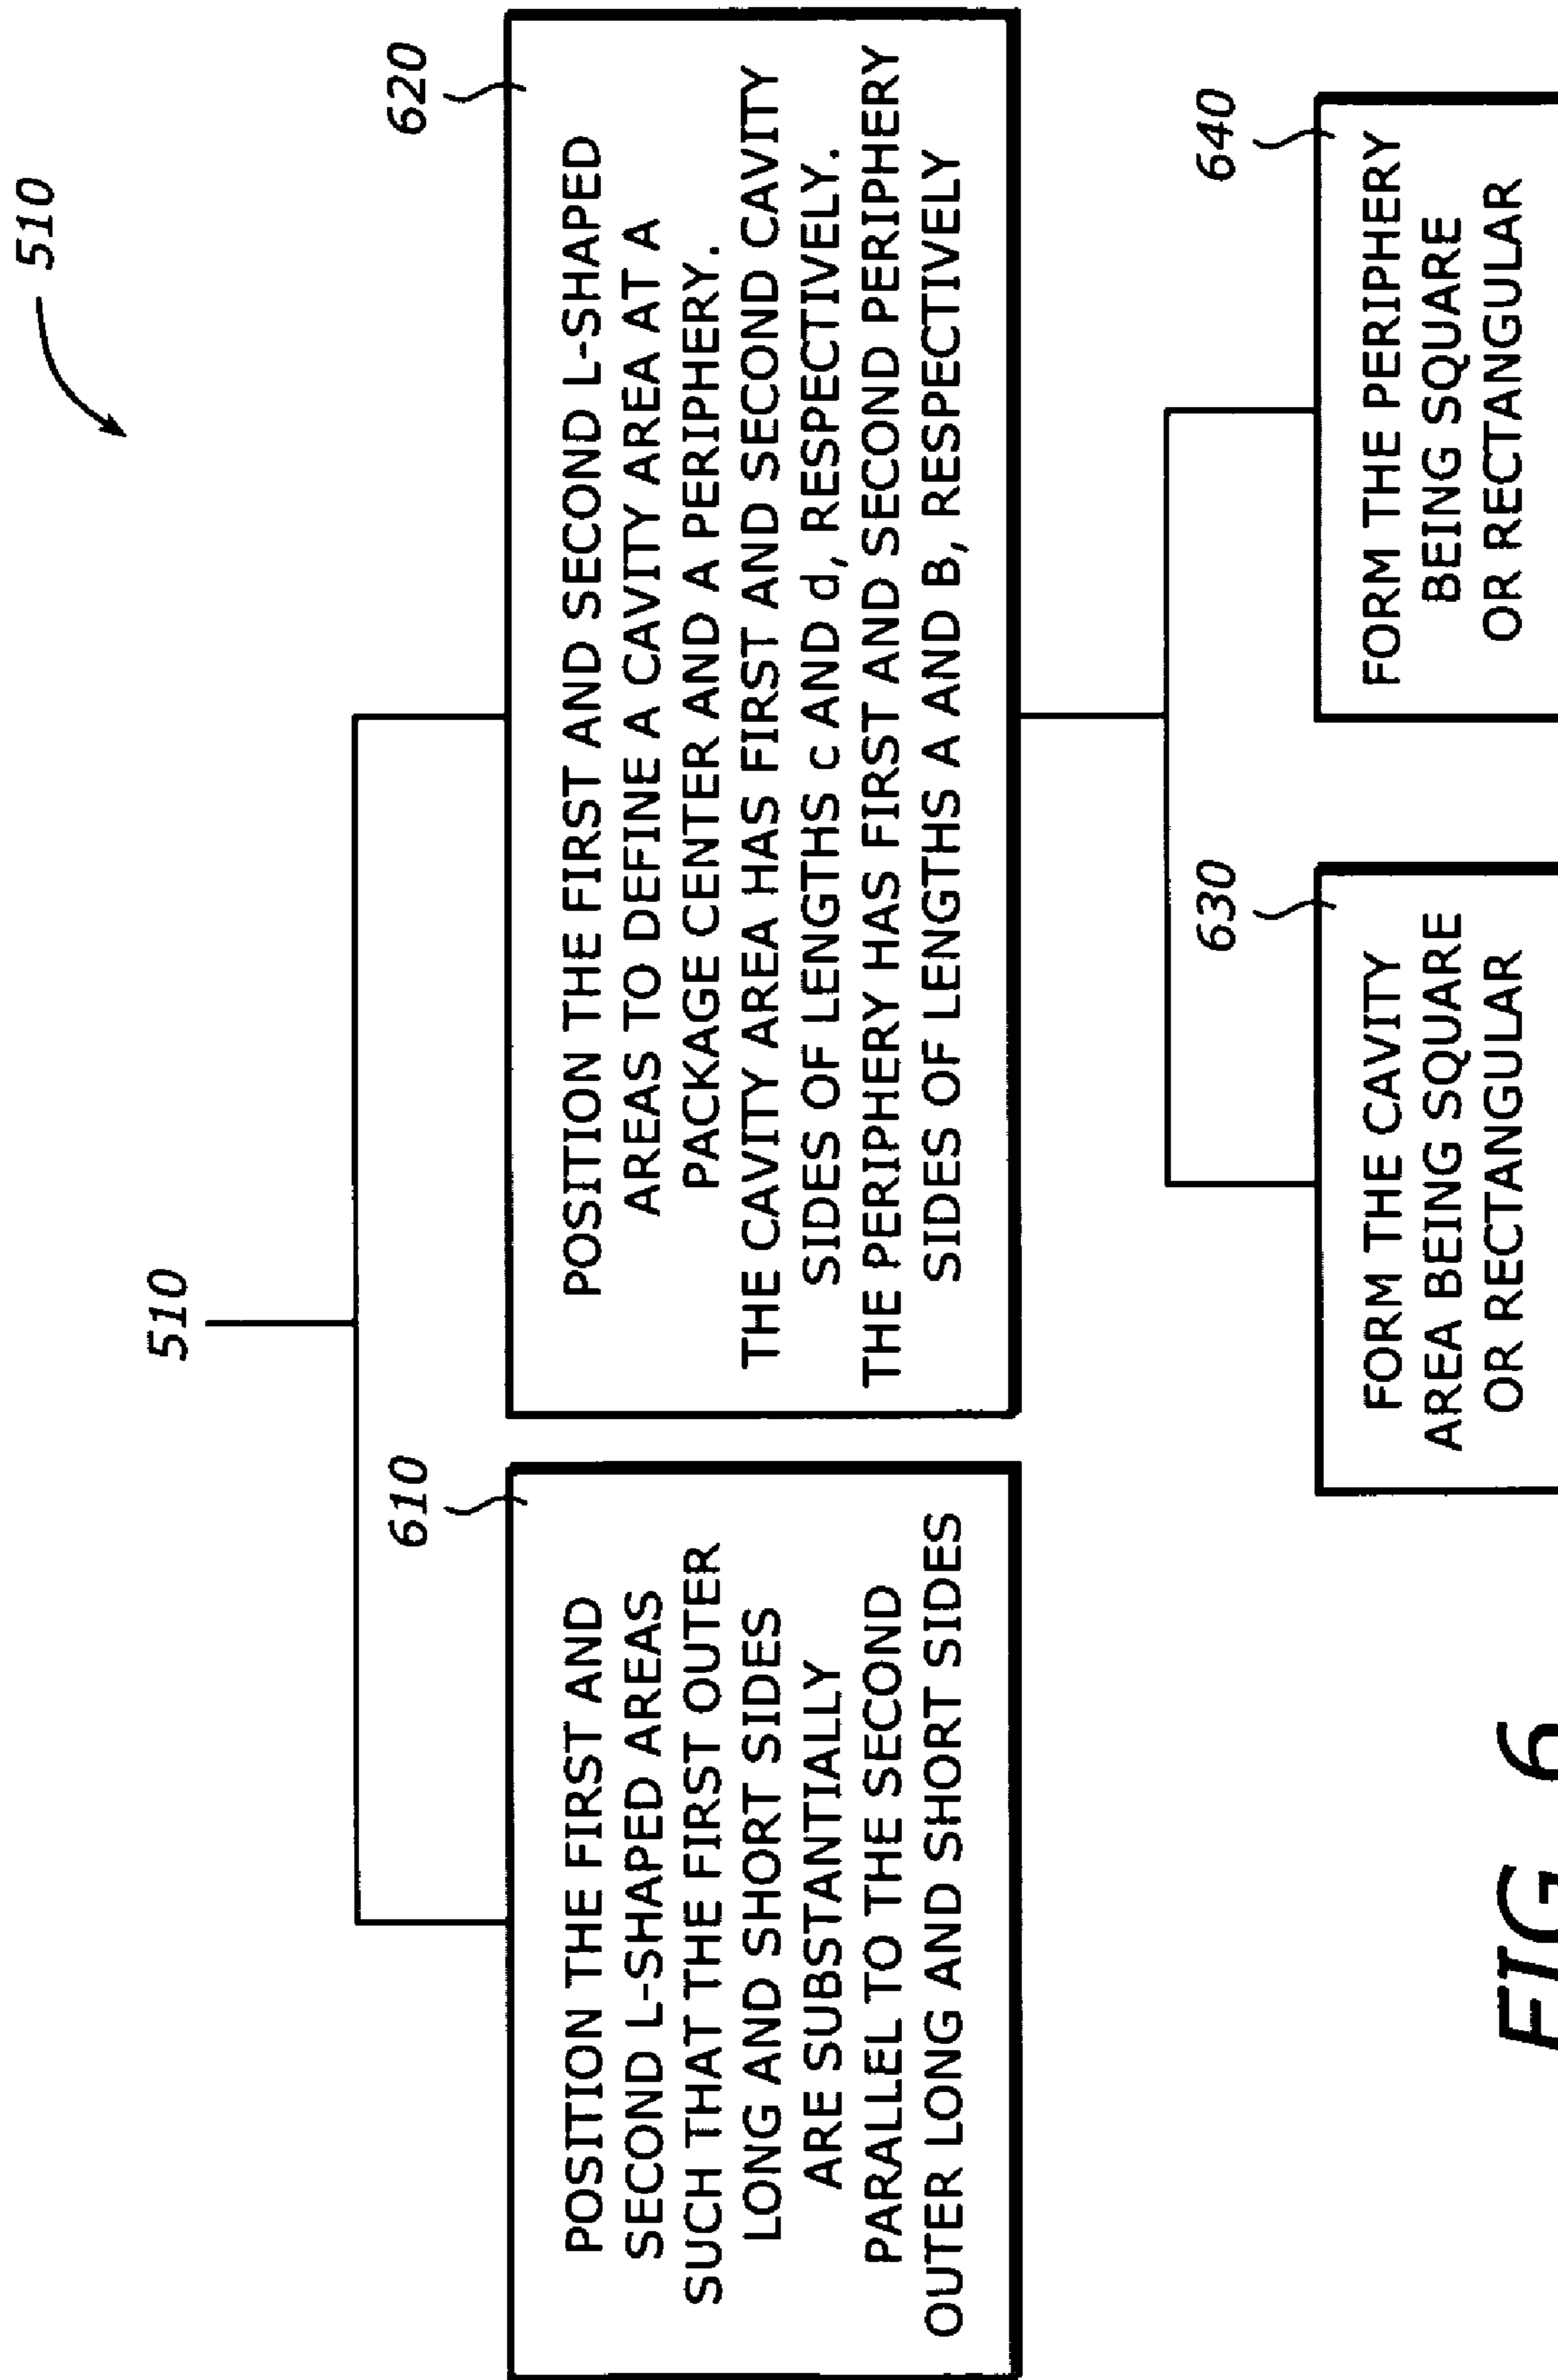 510
510
610
POSITION THE FIRST AND
SECOND L-SHAPED AREAS
SUCH THAT THE FIRST OUTER
LONG AND SHORT SIDES
ARE SUBSTANTIALLY
PARALLEL TO THE SECOND
OUTER LONG AND SHORT SIDES
620
POSITION THE FIRST AND SECOND L-SHAPED
AREAS TO DEFINE A CAVITY AREA AT A
PACKAGE CENTER AND A PERIPHERY.
THE CAVITY AREA HAS FIRST AND SECOND CAVITY
SIDES OF LENGTHS c AND d, RESPECTIVELY.
THE PERIPHERY HAS FIRST AND SECOND PERIPHERY
SIDES OF LENGTHS A AND B, RESPECTIVELY
630
FORM THE CAVITY
AREA BEING SQUARE
OR RECTANGULAR
640
FORM THE PERIPHERY
BEING SQUARE
OR RECTANGULAR
FIG. 6